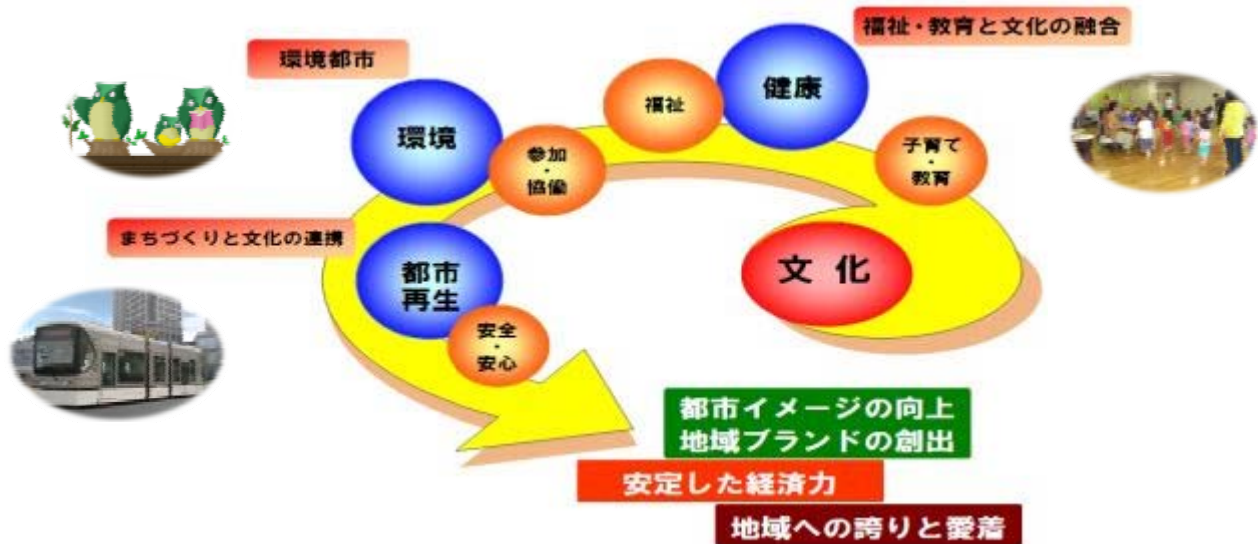 福祉・教育と文化の融合
環境都市
健康
福祉
環境
参加
・
協働
子育て
・
教育
まちづくりと文化の連携
都市
再生
文化
安全
・
安心
都市イメージの向上
地域ブランドの創出
安定した経済力
地域への誇りと愛着